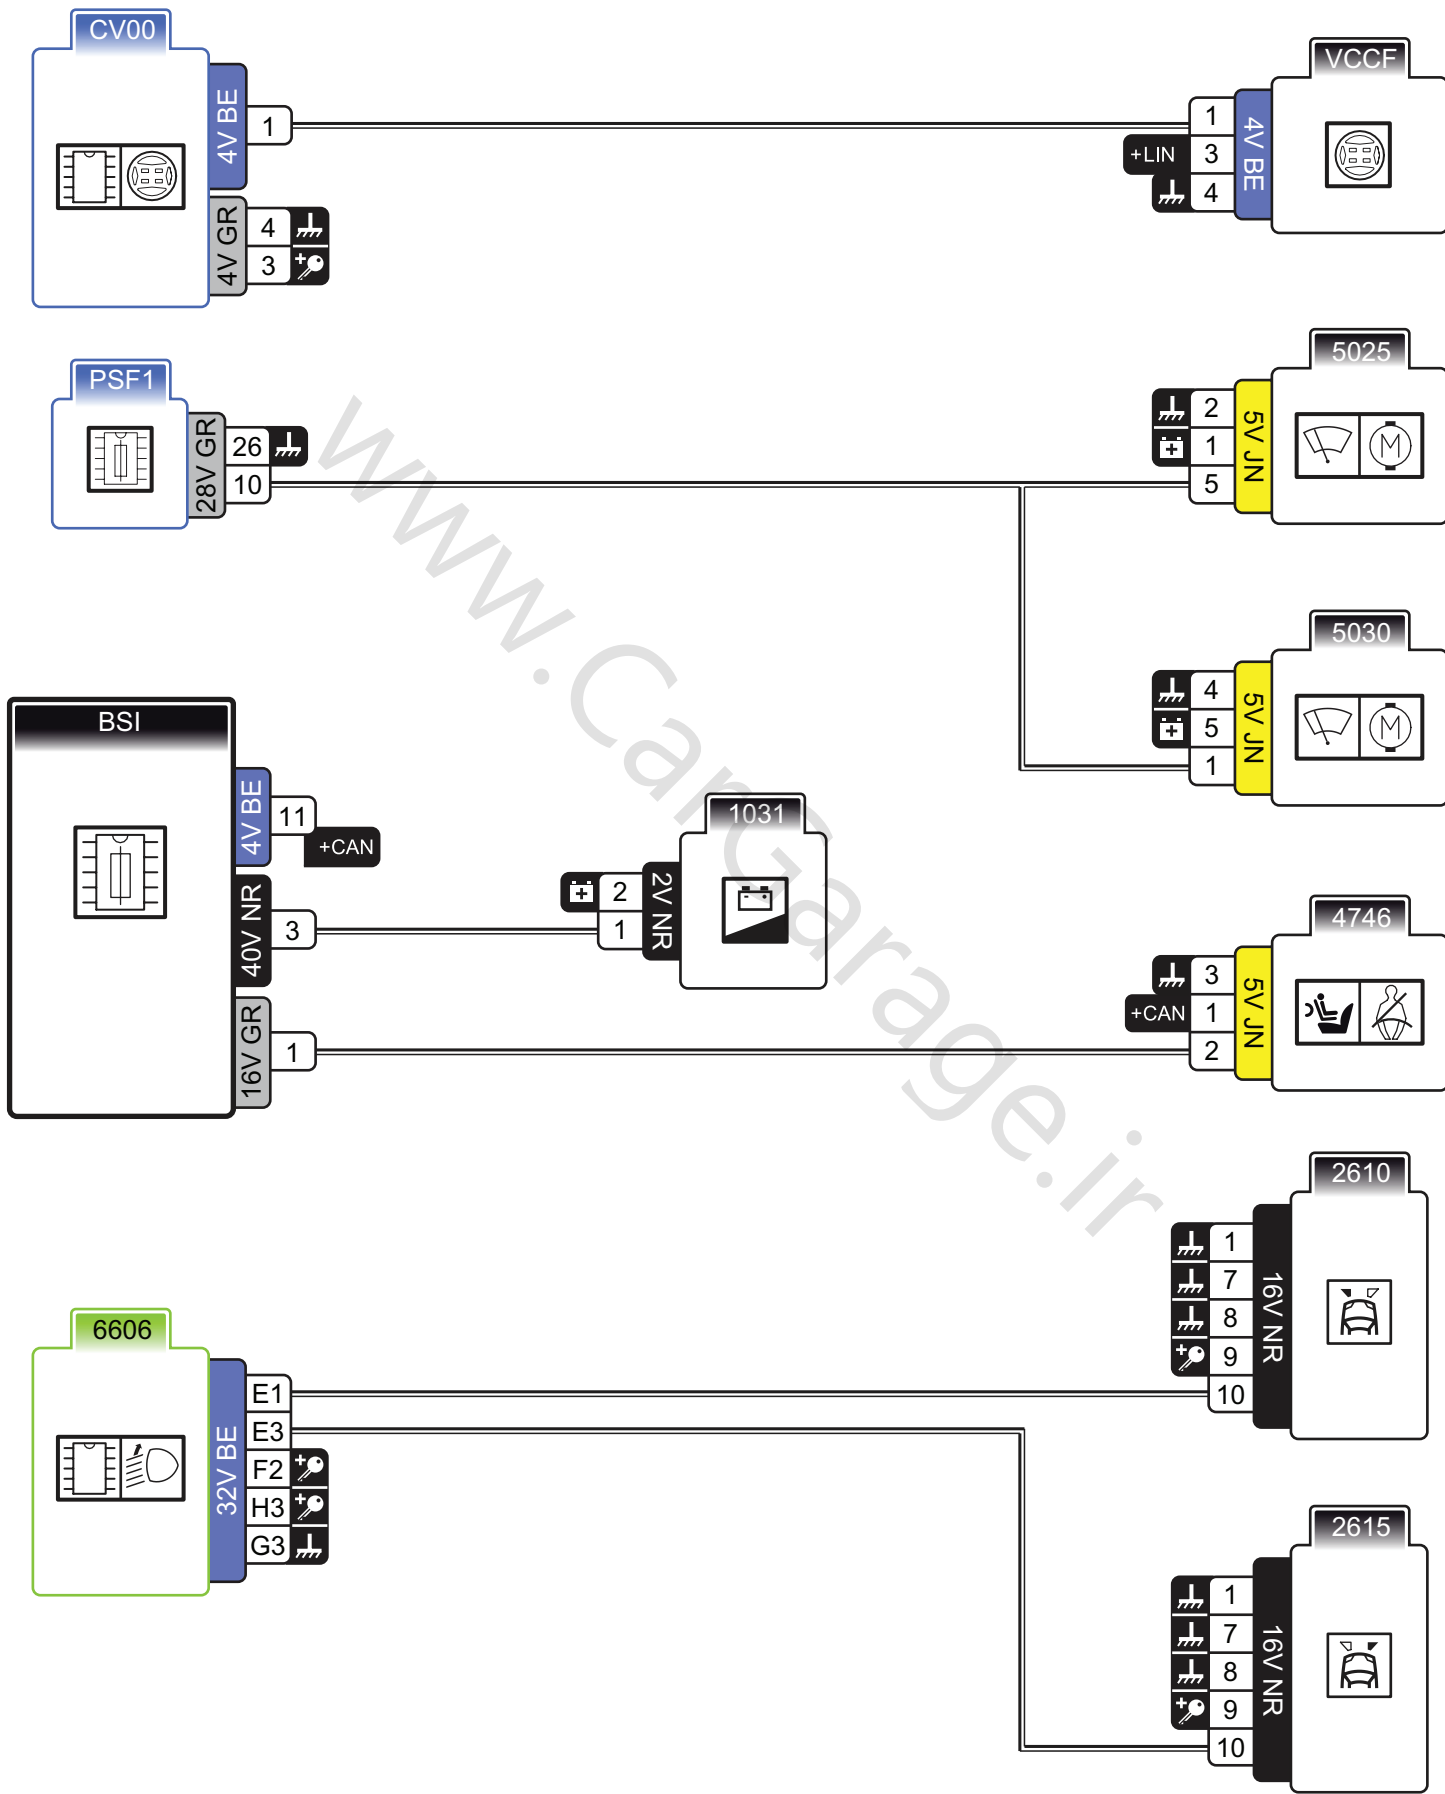 CV00
4V BE
1
4V GR
4
3
VCCF
1
+LIN
3
4
4V BE
PSF1
28V GR
26
10
5025
2
1
5
5V JN
5030
4
5
1
5V JN
BSI
4V BE
11
+CAN
40V NR
3
16V GR
1
1031
2
1
2V NR
4746
3
+CAN
1
2
5V JN
2610
1
7
8
9
10
16V NR
6606
32V BE
E1
E3
F2
H3
G3
2615
1
7
8
9
10
16V NR
www.CarGarage.ir